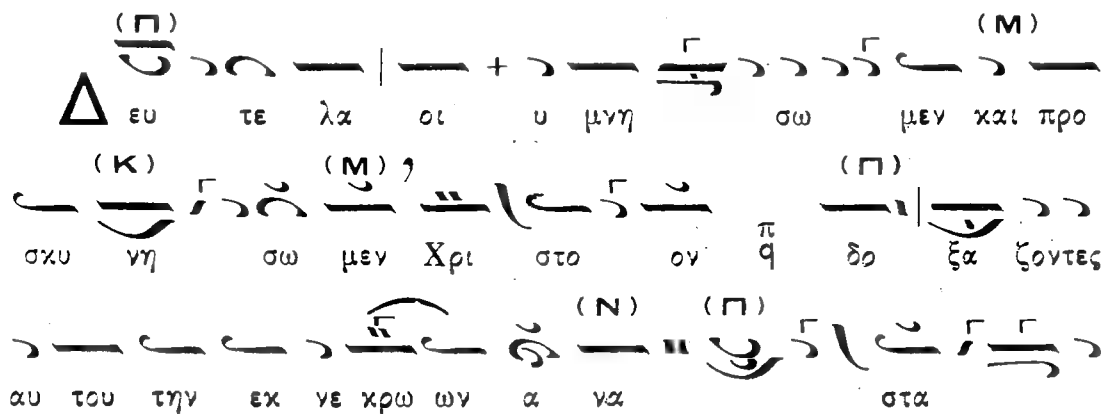 (Π) (Μ)
Δ ευ τε λα οι υ μνη σω μεν και προ
(Κ) (Μ) (Π)
σκυ νη σω μεν Χρι στο ον π q δο ξα ζοντες
(Ν) (Π)
αυ του την εκ νε κρω ων α να στα